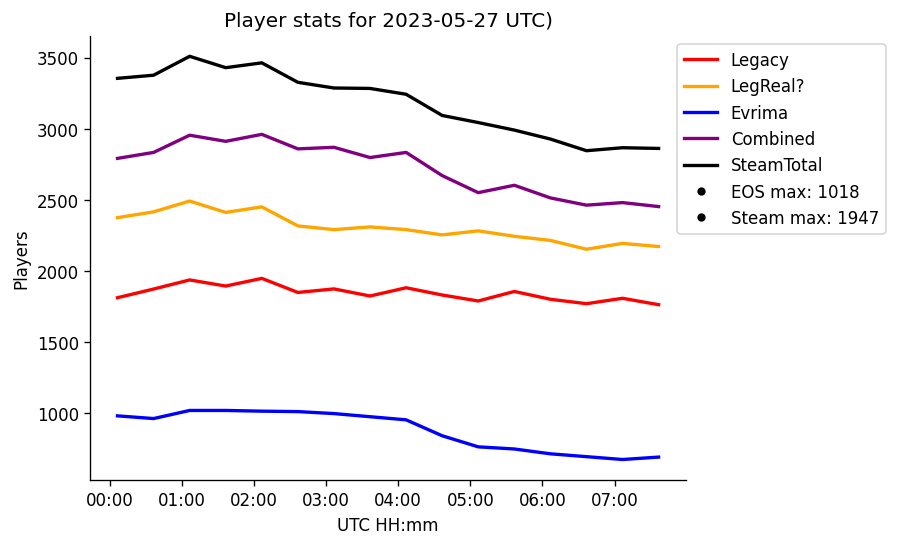 Player stats for 2023-05-27 UTC)
3500
3000
2500
2000
1500
1000
Players
00:00 01:00 02:00 03:00 04:00 05:00 06:00 07:00
UTC HH:mm
Legacy
LegReal?
Evrima
Combined
SteamTotal
EOS max: 1018
Steam max: 1947